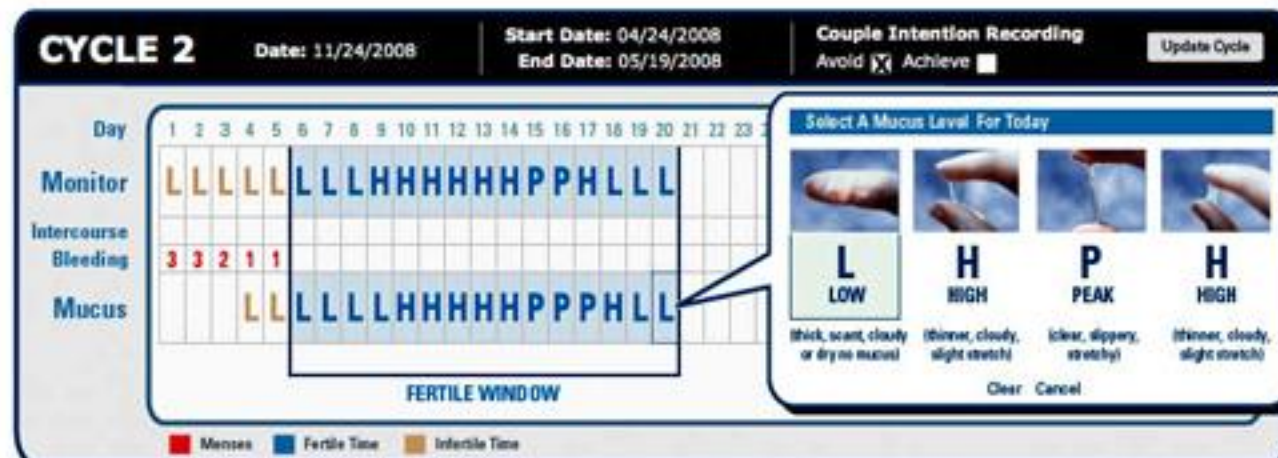 CYCLE 2 Date: 11/24/2008 Start Date: 04/24/2008 End Date: 05/19/2008 Couple Intention Recording Avoid X Achieve Update Cycle
Day 1 2 3 4 5 6 7 8 9 10 11 12 13 14 15 16 17 18 19 20 21 22 23
Monitor L L L L L L L L H H H H H H P P H L L L
Intercourse
Bleeding 3 3 2 1 1
Mucus L L L L L L H H H H H H P P P H L L
FERTILE WINDOW
Menses Fertile Time Infertile Time
Select A Mucus Level For Today
L H P H
LOW HIGH PEAK HIGH
(thick, scant, cloudy or dry no mucus) (thinner, cloudy, slight stretch) (clear, slippery, stretchy) (thinner, cloudy, slight stretch)
Clear Cancel